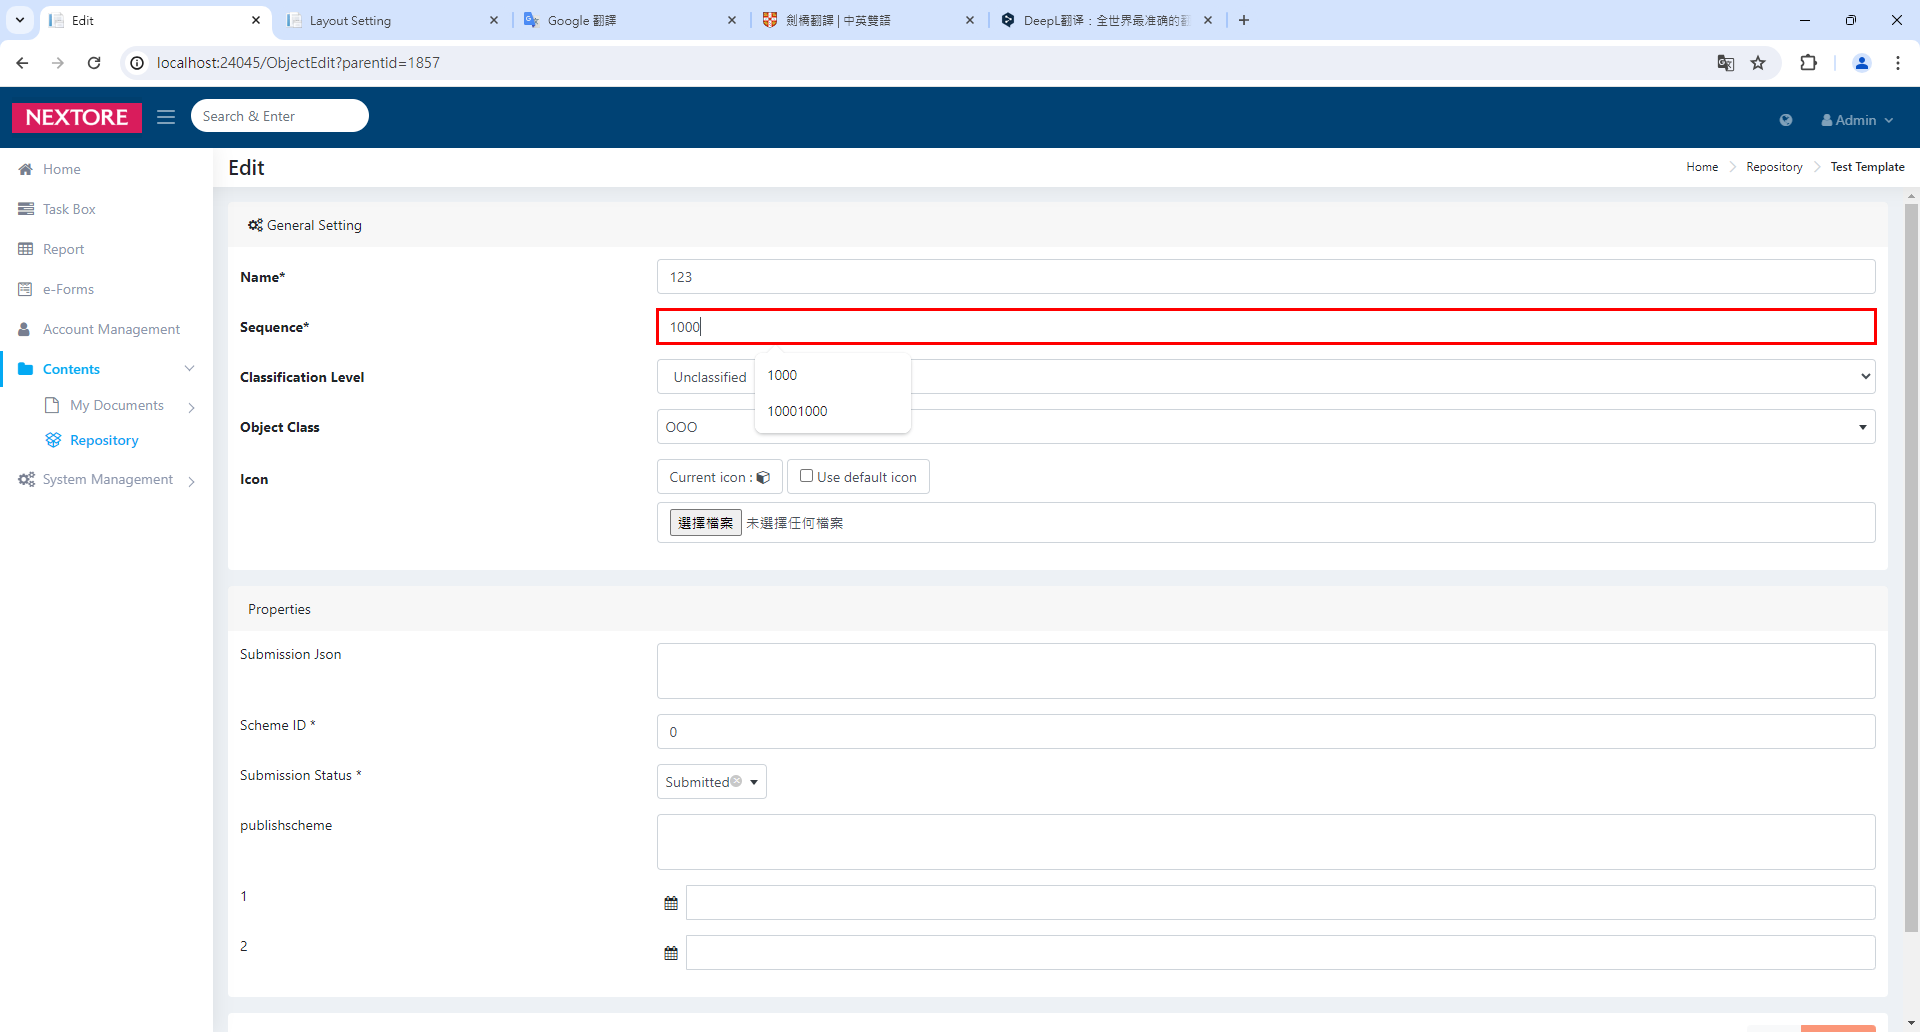 Edit
Layout Setting
Google 翻譯
劍橋翻譯 | 中英雙語
DeepL翻译：全世界最准确的
localhost:24045/ObjectEdit?parentid=1857
NEXTORE
Search & Enter
Admin
Home
Task Box
Report
e-Forms
Account Management
Contents
My Documents
Repository
System Management
Edit
Home
Repository
Test Template
General Setting
Name*
123
Sequence*
1000
1000
10001000
Classification Level
Unclassified
Object Class
OOO
Icon
Current icon :
Use default icon
選擇檔案 未選擇任何檔案
Properties
Submission Json
Scheme ID *
0
Submission Status *
Submitted
publishscheme
1
2